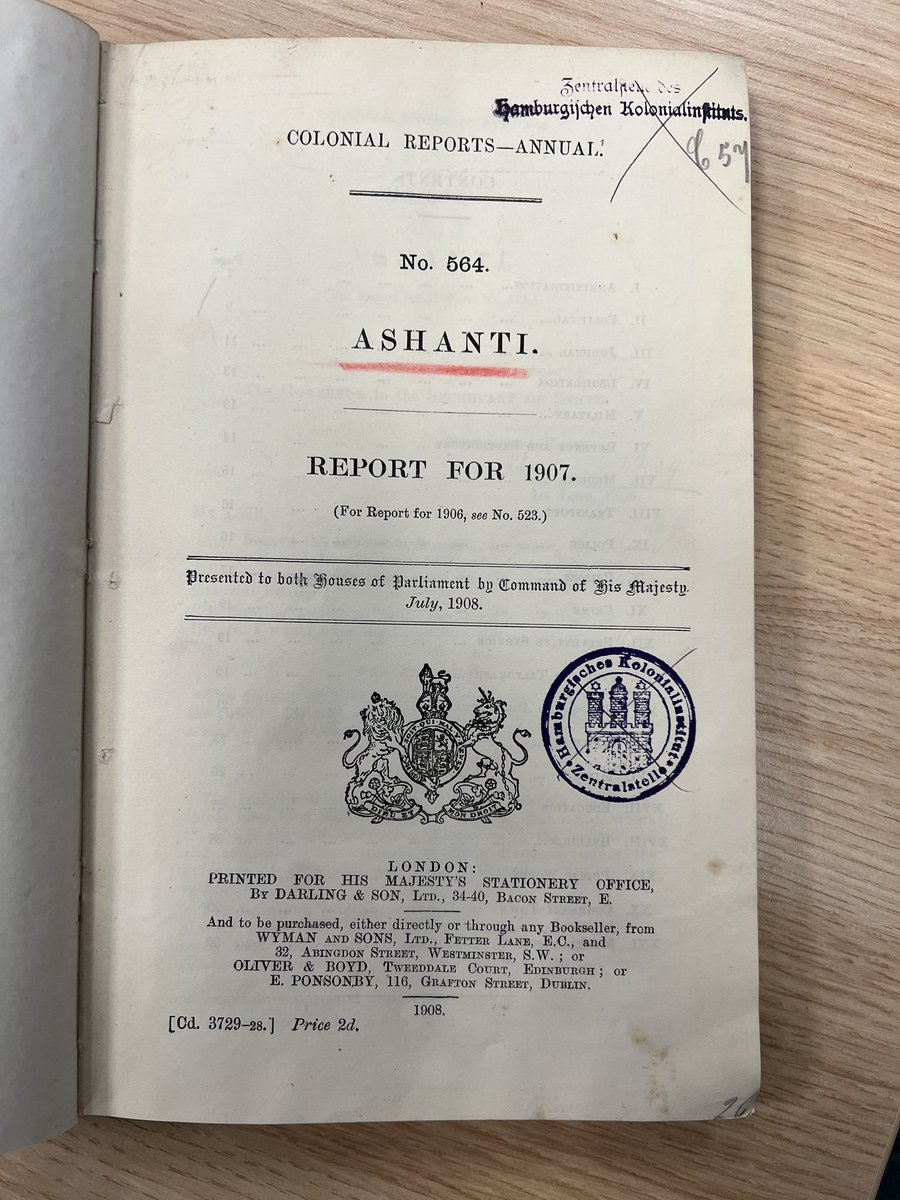 Zentralstelle des
Hamburgischen Kolonialinstituts.
COLONIAL REPORTS—ANNUAL.
No. 564.
ASHANTI.
REPORT FOR 1907.
(For Report for 1906, see No. 523.)
Presented to both Houses of Parliament by Command of His Majesty.
July, 1908.
Hamburgisches Kolonialinstitut
Zentralstelle
DIEU ET MON DROIT
LONDON:
PRINTED FOR HIS MAJESTY'S STATIONERY OFFICE,
BY DARLING & SON, LTD., 34-40, BACON STREET, E.
And to be purchased, either directly or through any Bookseller, from
WYMAN AND SONS, LTD., FETTER LANE, E.C., and
32, ABINGDON STREET, WESTMINSTER, S.W.; or
OLIVER & BOYD, TWEEDDALE COURT, EDINBURGH; or
E. PONSONBY, 116, GRAFTON STREET, DUBLIN.
1908.
[Cd. 3729-28.] Price 2d.